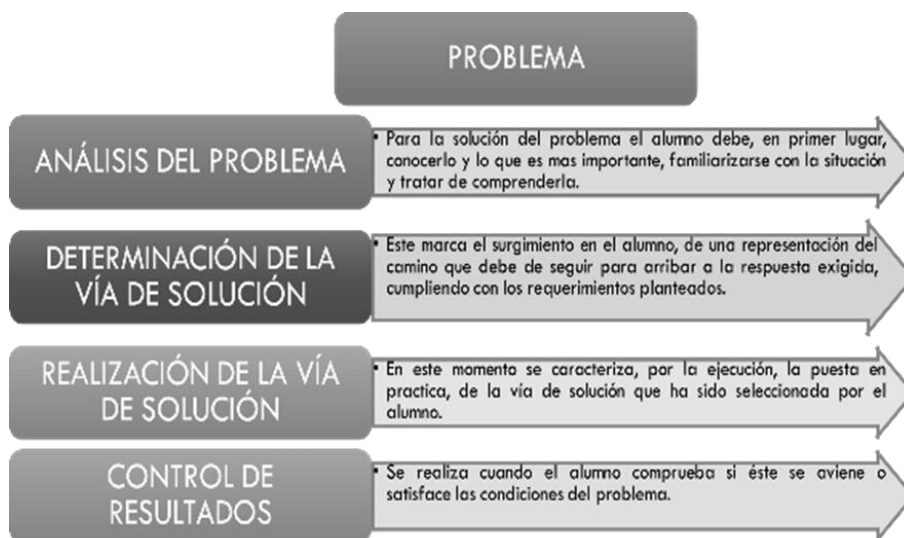 PROBLEMA
ANÁLISIS DEL PROBLEMA
• Para la solución del problema el alumno debe, en primer lugar,
conocerlo y lo que es mas importante, familiarizarse con la situación
y tratar de comprenderla.
DETERMINACIÓN DE LA
VÍA DE SOLUCIÓN
• Este marca el surgimiento en el alumno, de una representación del
camino que debe de seguir para arribar a la respuesta exigida,
cumpliendo con los requerimientos planteados.
REALIZACIÓN DE LA VÍA
DE SOLUCIÓN
• En este momento se caracteriza, por la ejecución, la puesta en
practica, de la vía de solución que ha sido seleccionada por el
alumno.
CONTROL DE
RESULTADOS
• Se realiza cuando el alumno comprueba si éste se aviene o
satisface las condiciones del problema.